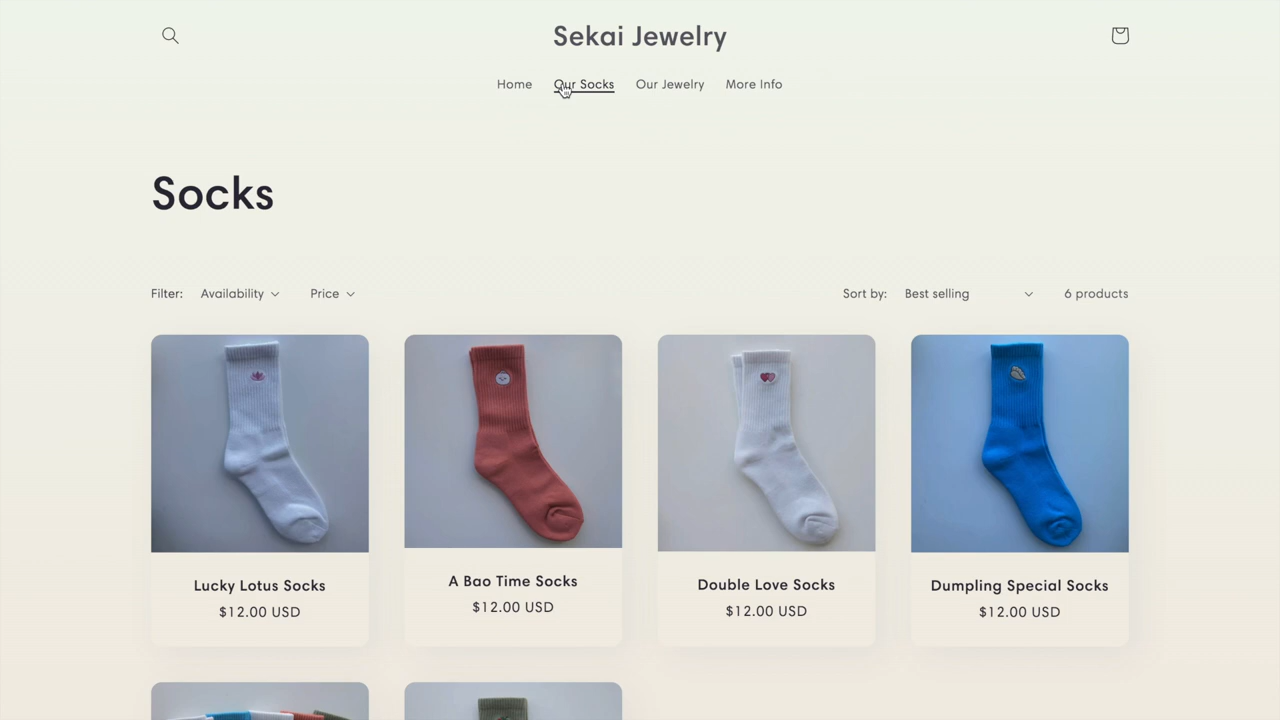 Sekai Jewelry
Home Our Socks Our Jewelry More Info
Socks
Filter: Availability Price Sort by: Best selling 6 products
Lucky Lotus Socks
$12.00 USD
A Bao Time Socks
$12.00 USD
Double Love Socks
$12.00 USD
Dumpling Special Socks
$12.00 USD